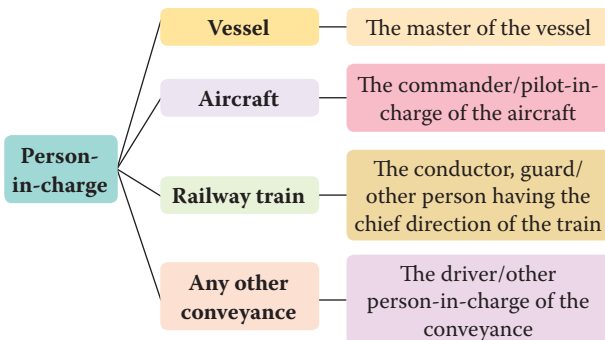 Person-
in-charge
Vessel
The master of the vessel
Aircraft
The commander/pilot-in-
charge of the aircraft
Railway train
The conductor, guard/
other person having the
chief direction of the train
Any other
conveyance
The driver/other
person-in-charge of the
conveyance